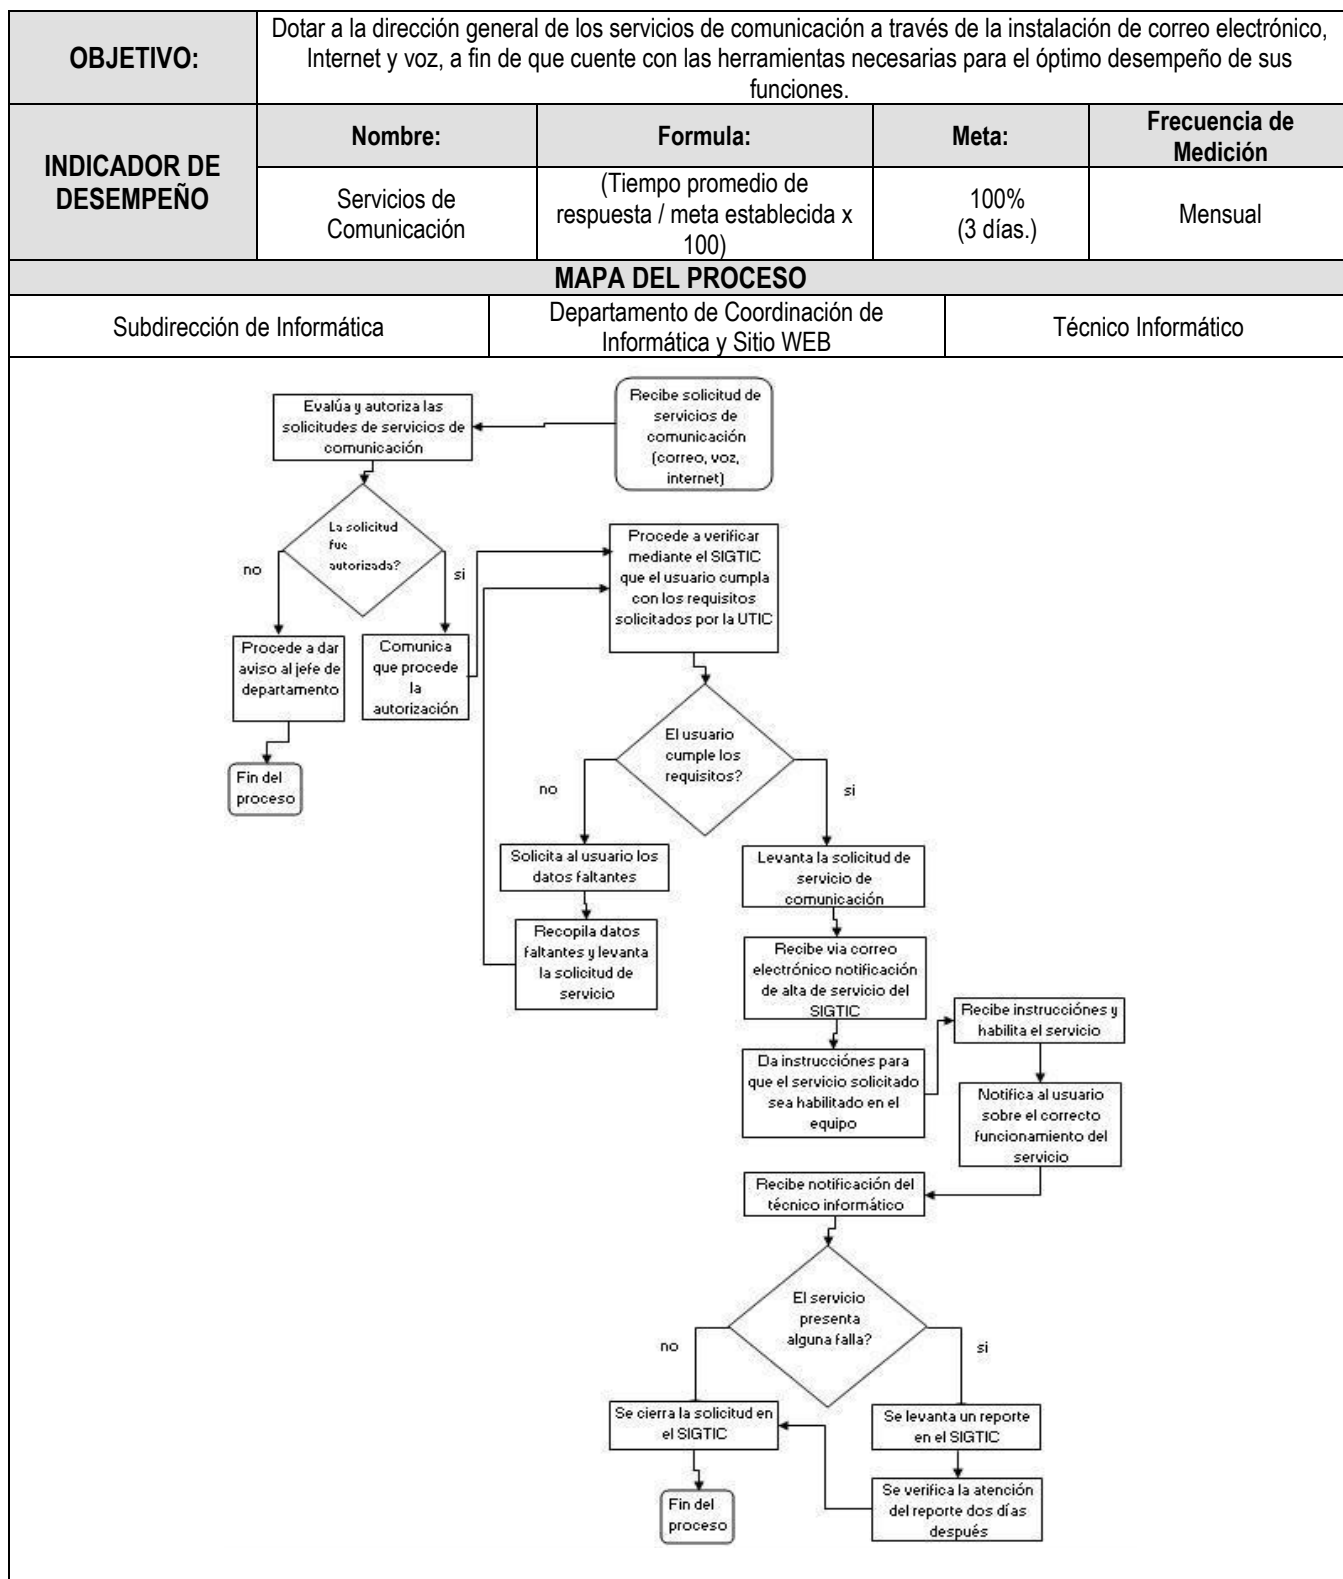 OBJETIVO:
Dotar a la dirección general de los servicios de comunicación a través de la instalación de correo electrónico,
Internet y voz, a fin de que cuente con las herramientas necesarias para el óptimo desempeño de sus
funciones.
INDICADOR DE
DESEMPEÑO
Nombre:
Formula:
Meta:
Frecuencia de
Medición
Servicios de
Comunicación
(Tiempo promedio de
respuesta / meta establecida x
100)
100%
(3 días.)
Mensual
MAPA DEL PROCESO
Subdirección de Informática
Departamento de Coordinación de
Informática y Sitio WEB
Técnico Informático
Recibe solicitud de
servicios de
comunicación
(correo, voz,
internet)
Evalúa y autoriza las
solicitudes de servicios de
comunicación
La solicitud
fue
autorizada?
no
si
Procede a dar
aviso al jefe de
departamento
Fin del
proceso
Comunica
que procede
la
autorización
Procede a verificar
mediante el SIGTIC
que el usuario cumpla
con los requisitos
solicitados por la UTIC
El usuario
cumple los
requisitos?
no
si
Solicita al usuario los
datos faltantes
Recopila datos
faltantes y levanta
la solicitud de
servicio
Levanta la solicitud de
servicio de
comunicación
Recibe via correo
electrónico notificación
de alta de servicio del
SIGTIC
Da instrucciónes para
que el servicio solicitado
sea habilitado en el
equipo
Recibe instrucciónes y
habilita el servicio
Notifica al usuario
sobre el correcto
funcionamiento del
servicio
Recibe notificación del
técnico informático
El servicio
presenta
alguna falla?
no
si
Se cierra la solicitud en
el SIGTIC
Fin del
proceso
Se levanta un reporte
en el SIGTIC
Se verifica la atención
del reporte dos días
después